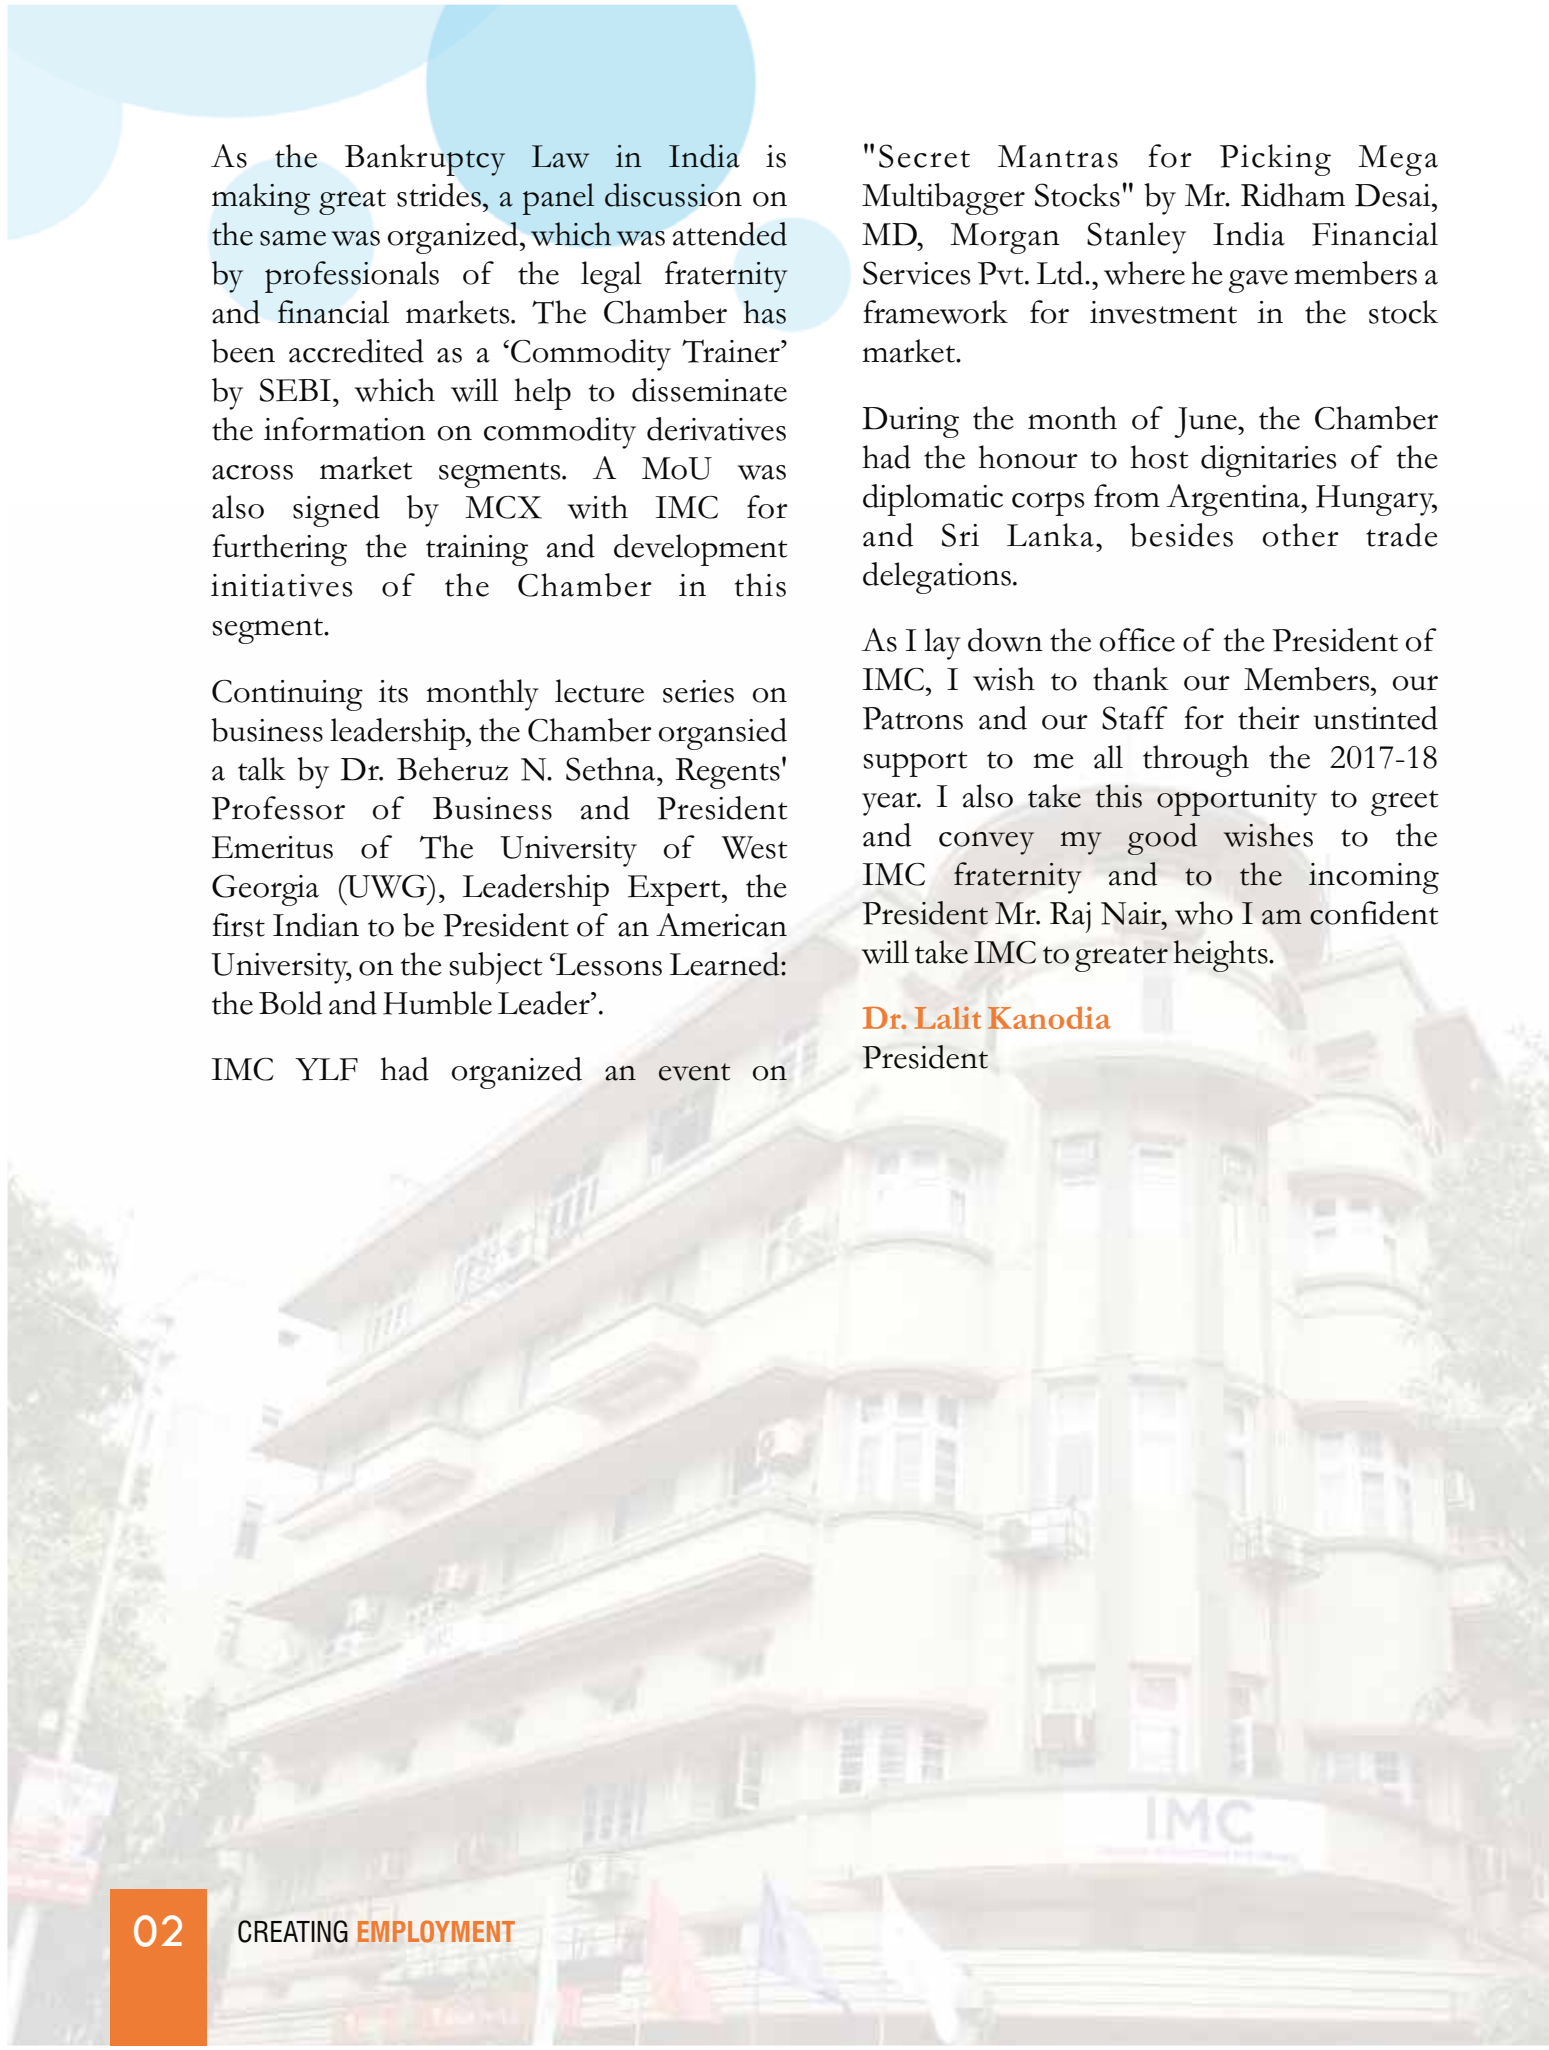 As the Bankruptcy Law in India is
making great strides, a panel discussion on
the same was organized, which was attended
by professionals of the legal fraternity
and financial markets. The Chamber has
been accredited as a ‘Commodity Trainer’
by SEBI, which will help to disseminate
the information on commodity derivatives
across market segments. A MoU was
also signed by MCX with IMC for
furthering the training and development
initiatives of the Chamber in this
segment.
Continuing its monthly lecture series on
business leadership, the Chamber organsied
a talk by Dr. Beheruz N. Sethna, Regents'
Professor of Business and President
Emeritus of The University of West
Georgia (UWG), Leadership Expert, the
first Indian to be President of an American
University, on the subject ‘Lessons Learned:
the Bold and Humble Leader’.
IMC YLF had organized an event on
"Secret Mantras for Picking Mega
Multibagger Stocks" by Mr. Ridham Desai,
MD, Morgan Stanley India Financial
Services Pvt. Ltd., where he gave members a
framework for investment in the stock
market.
During the month of June, the Chamber
had the honour to host dignitaries of the
diplomatic corps from Argentina, Hungary,
and Sri Lanka, besides other trade
delegations.
As I lay down the office of the President of
IMC, I wish to thank our Members, our
Patrons and our Staff for their unstinted
support to me all through the 2017-18
year. I also take this opportunity to greet
and convey my good wishes to the
IMC fraternity and to the incoming
President Mr. Raj Nair, who I am confident
will take IMC to greater heights.
Dr. Lalit Kanodia
President
IMC
02 CREATING EMPLOYMENT